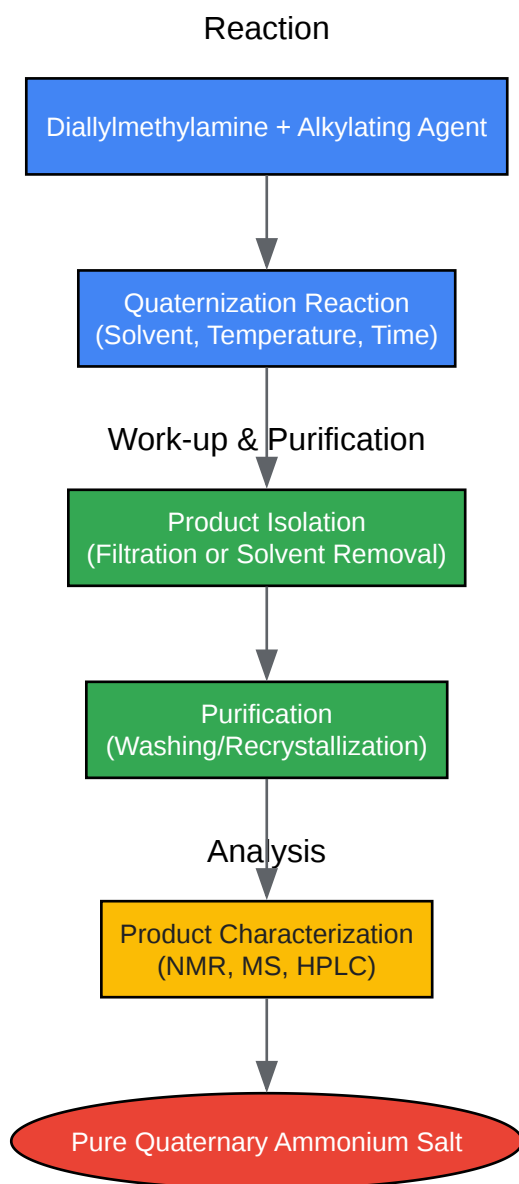 Reaction
Diallylmethylamine + Alkylating Agent
Quaternization Reaction
(Solvent, Temperature, Time)
Work-up & Purification
Product Isolation
(Filtration or Solvent Removal)
Purification
(Washing/Recrystallization)
Analysis
Product Characterization
(NMR, MS, HPLC)
Pure Quaternary Ammonium Salt